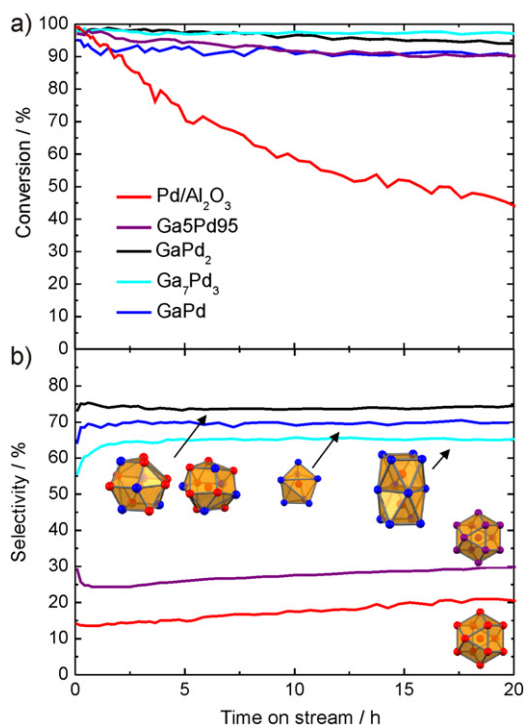 a)
100
90
80
70
60
50
40
30
20
10
0
Conversion / %
Pd/Al₂O₃
Ga5Pd95
GaPd₂
Ga₇Pd₃
GaPd
b)
90
80
70
60
50
40
30
20
10
0
Selectivity / %
0 5 10 15 20
Time on stream / h